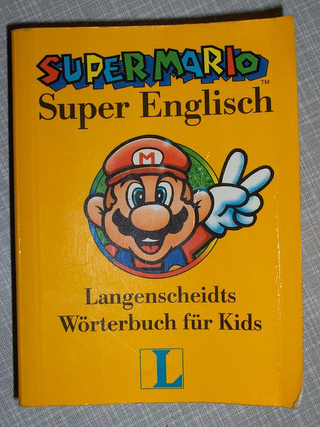 SUPER MARIO
TM
Super Englisch
M
Langenscheidts
Wörterbuch für Kids
L